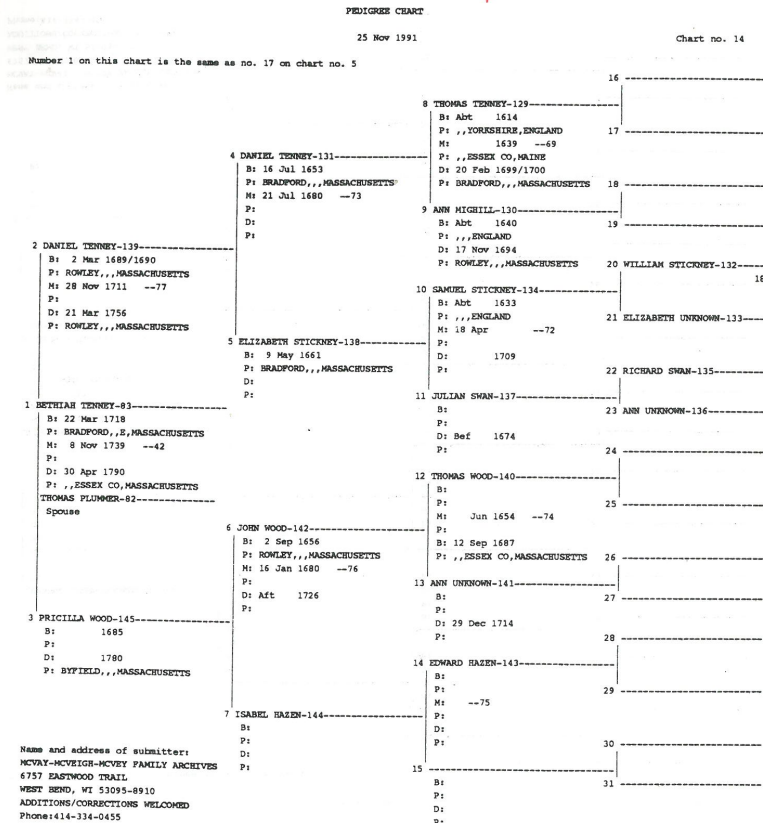 PEDIGREE CHART
25 Nov 1991
Chart no. 14
Number 1 on this chart is the same as no. 17 on chart no. 5
16
8 THOMAS TENNEY-129
B: Abt 1614
P: ,,YORKSHIRE,ENGLAND
17
M: 1639 --69
4 DANIEL TENNEY-131
P: ,,ESSEX CO,MAINE
B: 16 Jul 1653
D: 20 Feb 1699/1700
P: BRADFORD,,,MASSACHUSETTS
P: BRADFORD,,,MASSACHUSETTS
18
M: 21 Jul 1680 --73
P:
9 ANN MIGHILL-130
D:
B: Abt 1640
19
P:
P: ,,,ENGLAND
2 DANIEL TENNEY-139
D: 17 Nov 1694
B: 2 Mar 1689/1690
P: ROWLEY,,,MASSACHUSETTS
20 WILLIAM STICKNEY-132
P: ROWLEY,,,MASSACHUSETTS
18
M: 28 Nov 1711 --77
10 SAMUEL STICKNEY-134
P:
B: Abt 1633
D: 21 Mar 1756
P: ,,,ENGLAND
21 ELIZABETH UNKNOWN-133
P: ROWLEY,,,MASSACHUSETTS
M: 18 Apr --72
5 ELIZABETH STICKNEY-138
P:
B: 9 May 1661
D: 1709
P: BRADFORD,,,MASSACHUSETTS
P:
22 RICHARD SWAN-135
D:
P:
11 JULIAN SWAN-137
1 BETHIAH TENNEY-83
B:
23 ANN UNKNOWN-136
B: 22 Mar 1718
P:
P: BRADFORD,,E,MASSACHUSETTS
D: Bef 1674
M: 8 Nov 1739 --42
P:
24
P:
D: 30 Apr 1790
12 THOMAS WOOD-140
P: ,,ESSEX CO,MASSACHUSETTS
B:
THOMAS PLUMMER-82
P:
25
Spouse
M: Jun 1654 --74
6 JOHN WOOD-142
P:
B: 2 Sep 1656
B: 12 Sep 1687
P: ROWLEY,,,MASSACHUSETTS
P: ,,ESSEX CO,MASSACHUSETTS
26
M: 16 Jan 1680 --76
P:
13 ANN UNKNOWN-141
D: Aft 1726
B:
27
P:
P:
3 PRICILLA WOOD-145
D: 29 Dec 1714
B: 1685
P:
28
P:
D: 1780
14 EDWARD HAZEN-143
P: BYFIELD,,,MASSACHUSETTS
B:
P:
29
M: --75
7 ISABEL HAZEN-144
P:
B:
D:
P:
P:
30
D:
P:
15
B:
31
P:
D:
P:
Name and address of submitter:
MCVAY-MCVEIGH-MCVEY FAMILY ARCHIVES
6757 EASTWOOD TRAIL
WEST BEND, WI 53095-8910
ADDITIONS/CORRECTIONS WELCOMED
Phone:414-334-0455